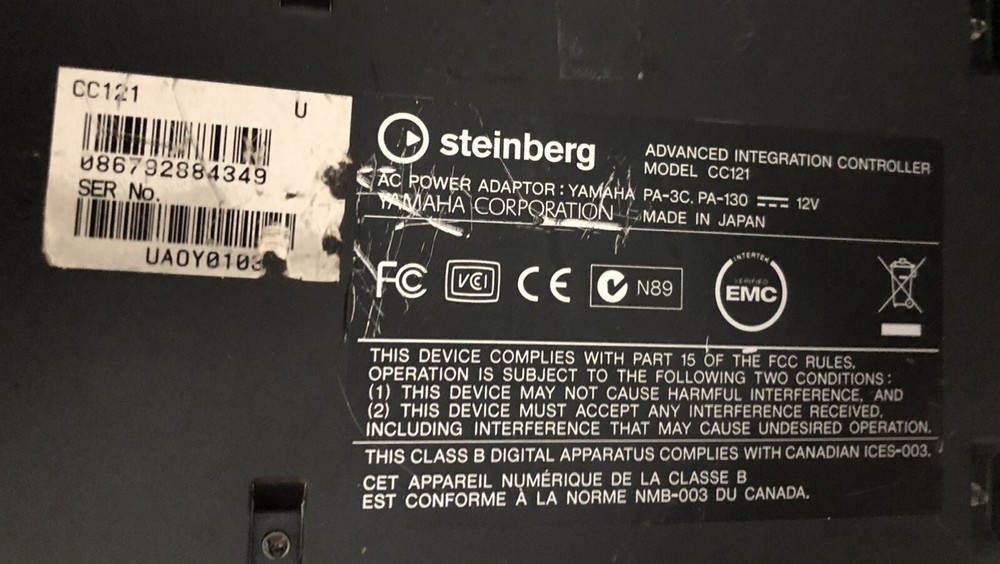 CC121
U
086792884349
SER No.
steinberg
ADVANCED INTEGRATION CONTROLLER
MODEL CC121
AC POWER ADAPTOR : YAMAHA PA-3C, PA-130 12V
YAMAHA CORPORATION MADE IN JAPAN
FC VCI CE N89
INTERTEK
VERIFIED
EMC
THIS DEVICE COMPLIES WITH PART 15 OF THE FCC RULES.
OPERATION IS SUBJECT TO THE FOLLOWING TWO CONDITIONS :
(1) THIS DEVICE MAY NOT CAUSE HARMFUL INTERFERENCE, AND
(2) THIS DEVICE MUST ACCEPT ANY INTERFERENCE RECEIVED,
INCLUDING INTERFERENCE THAT MAY CAUSE UNDESIRED OPERATION.
THIS CLASS B DIGITAL APPARATUS COMPLIES WITH CANADIAN ICES-003.
CET APPAREIL NUMÉRIQUE DE LA CLASSE B
EST CONFORME À LA NORME NMB-003 DU CANADA.